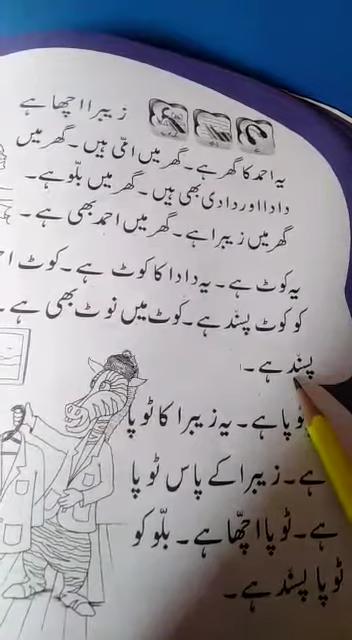 زیبرا اچھا ہے
یہ احمد کا گھر ہے۔ گھر میں امّی ہیں۔ گھر میں
دادا اور دادی بھی ہیں۔ گھر میں بلّو ہے۔
گھر میں زیبرا ہے۔ گھر میں احمد بھی ہے۔
یہ کوٹ ہے۔ یہ دادا کا کوٹ ہے۔ کوٹ
کو کوٹ پسند ہے۔ کوٹ میں نوٹ بھی ہے۔
پسند ہے۔
ٹوپا ہے۔ یہ زیبرا کا ٹوپا
ہے۔ زیبرا کے پاس ٹوپا
ہے۔ ٹوپا اچھّا ہے۔ بلّو کو
ٹوپا پسند ہے۔